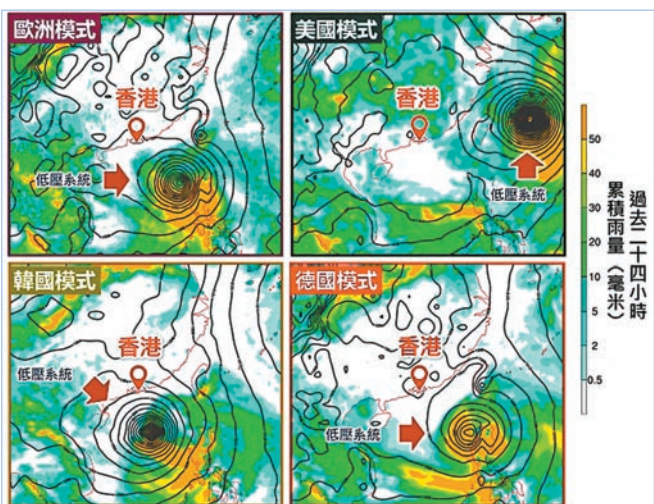 歐洲模式
香港
低壓系統
美國模式
香港
低壓系統
韓國模式
香港
低壓系統
德國模式
香港
低壓系統
50
40
30
20
10
5
2
0.5
過去二十四小時
累積雨量（毫米）